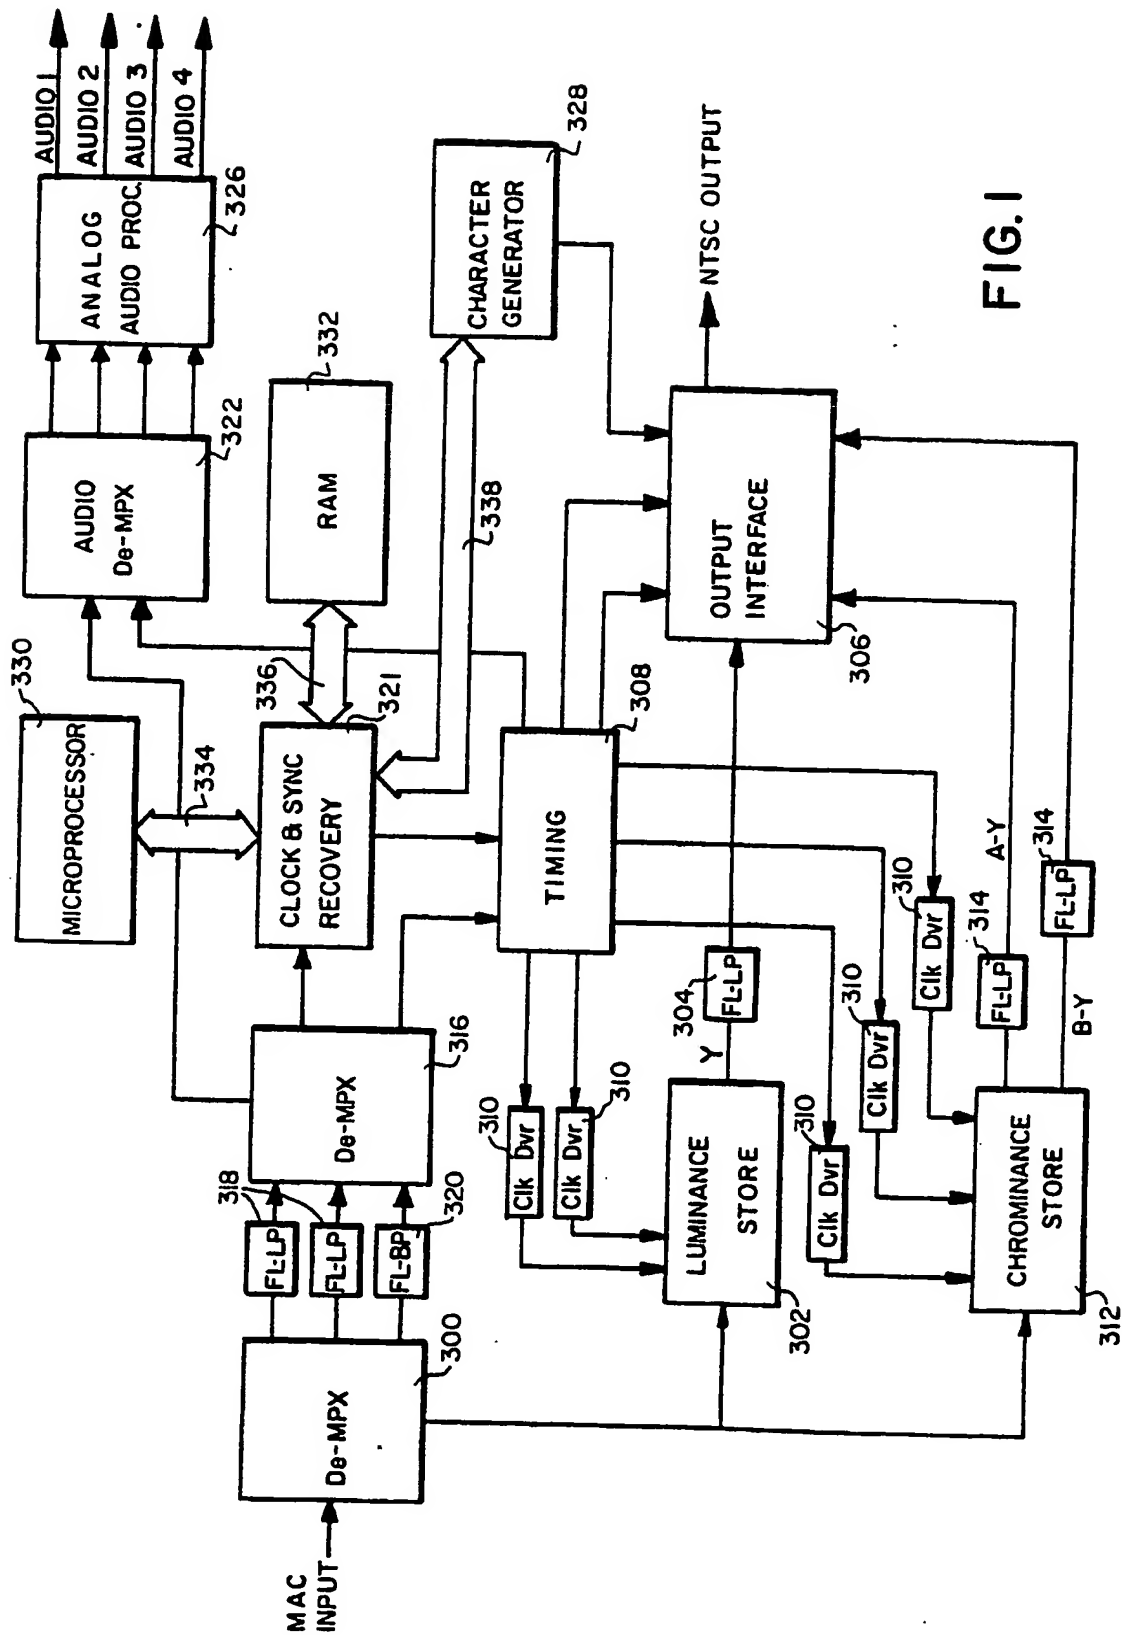 MAC
INPUT
De-MPX
300
FL-LP
318
FL-LP
FL-BP
320
De-MPX
316
MICROPROCESSOR
330
334
CLOCK & SYNC
RECOVERY
321
336
RAM
332
AUDIO
De-MPX
322
ANALOG
AUDIO PROC.
326
AUDIO 1
AUDIO 2
AUDIO 3
AUDIO 4
338
CHARACTER
GENERATOR
328
TIMING
308
310
Clk Dvr
Clk Dvr
310
LUMINANCE
STORE
302
Y
304
FL-LP
OUTPUT
INTERFACE
306
NTSC OUTPUT
310
Clk Dvr
310
Clk Dvr
310
Clk Dvr
CHROMINANCE
STORE
312
FL-LP
314
A-Y
B-Y
FL-LP
314
FIG. 1